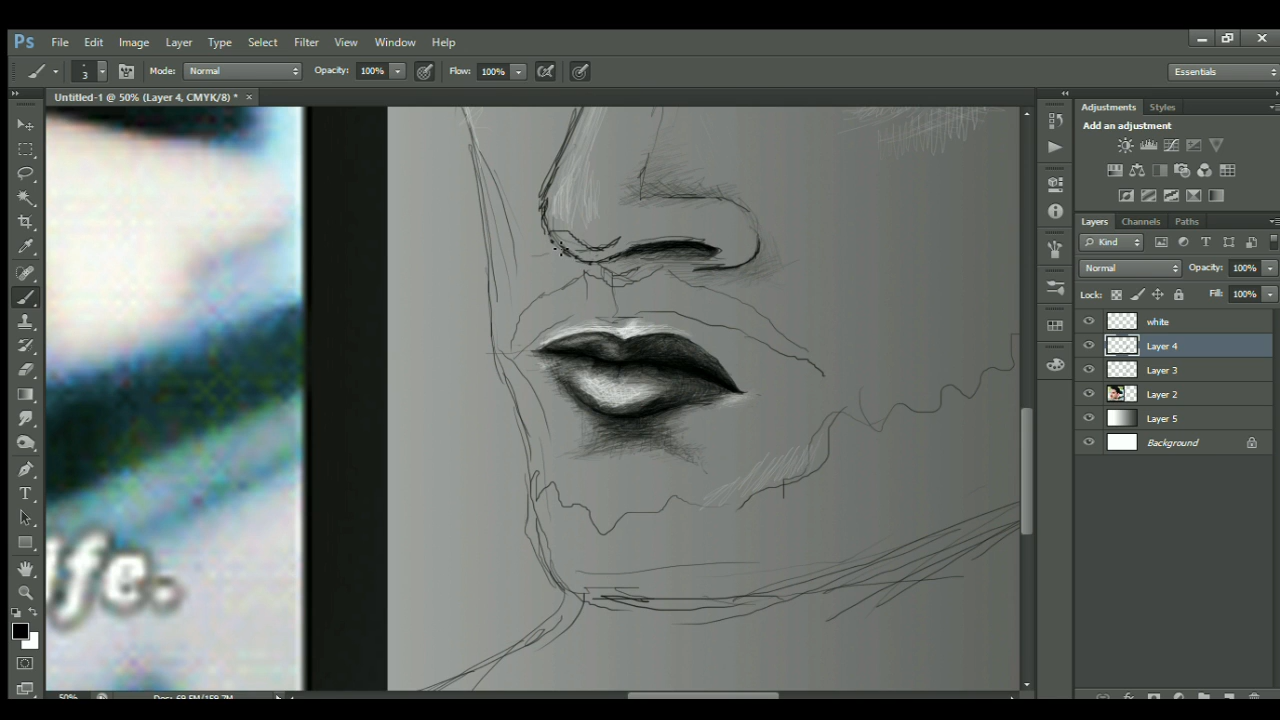 Ps File Edit Image Layer Type Select Filter View Window Help
3 Mode: Normal Opacity: 100% Flow: 100% Essentials
Untitled-1 @ 50% (Layer 4, CMYK/8) * ×
Adjustments Styles
Add an adjustment
Layers Channels Paths
Kind
Normal Opacity: 100%
Lock: Fill: 100%
white
Layer 4
Layer 3
Layer 2
Layer 5
Background
ife.
50%